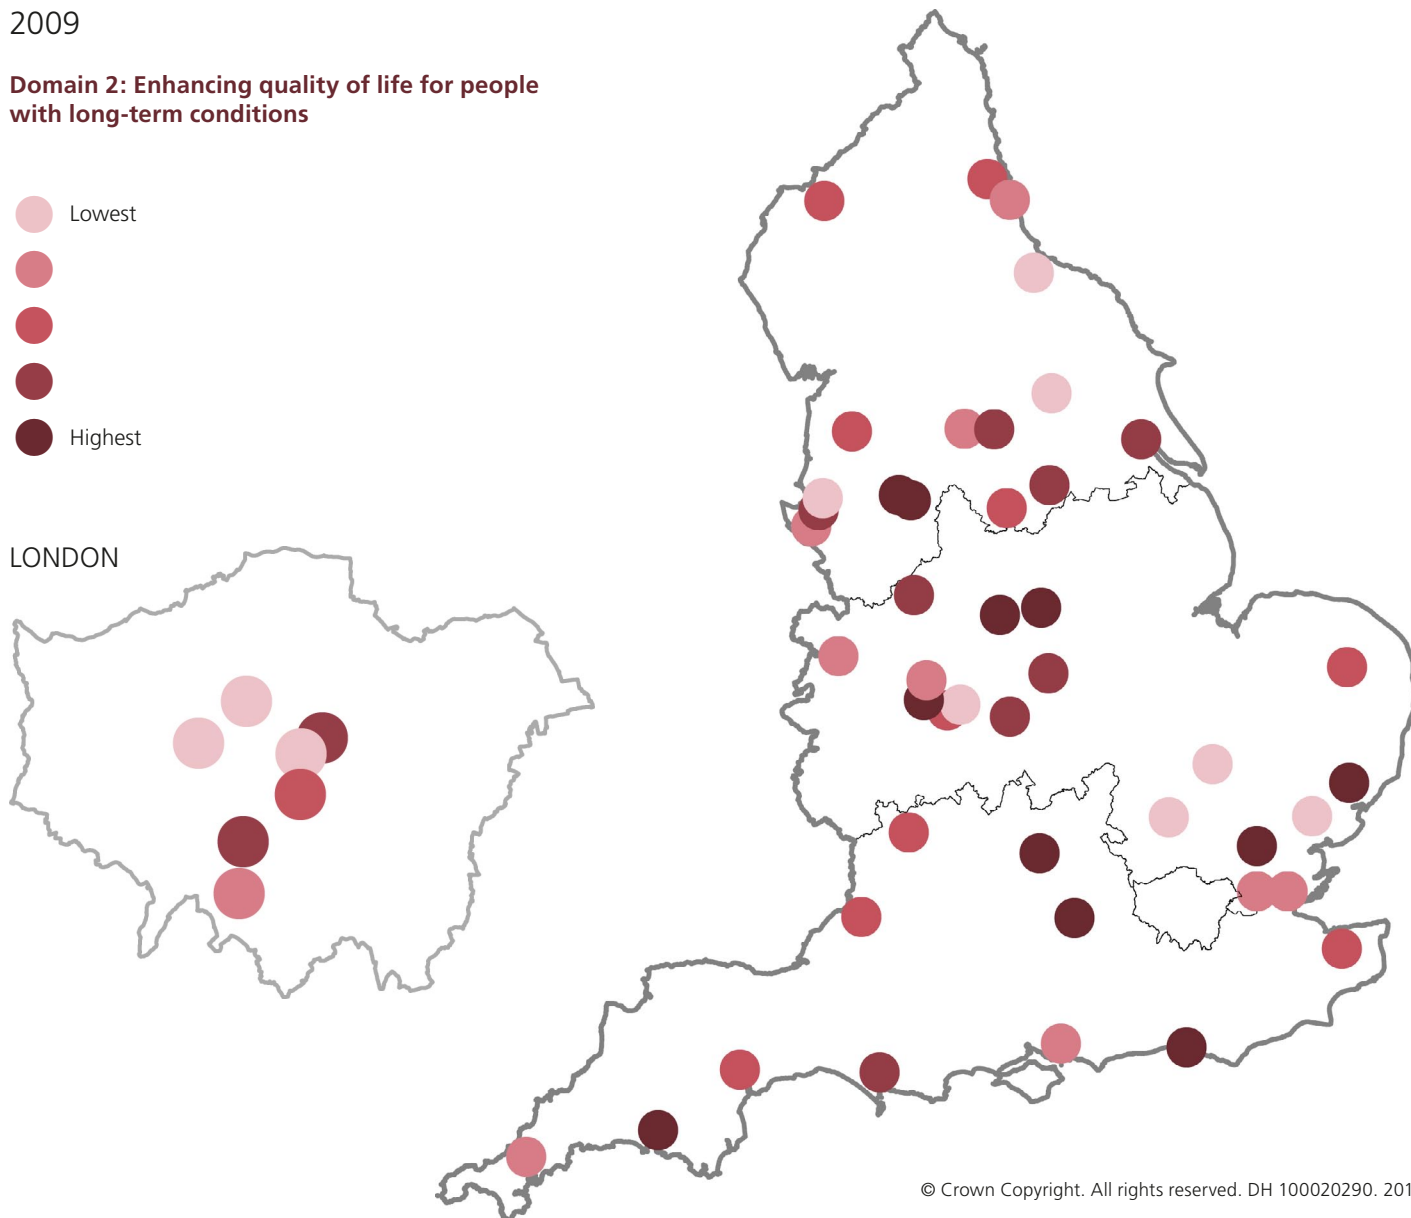 2009
Domain 2: Enhancing quality of life for people
with long-term conditions
Lowest
Highest
LONDON
© Crown Copyright. All rights reserved. DH 100020290. 201